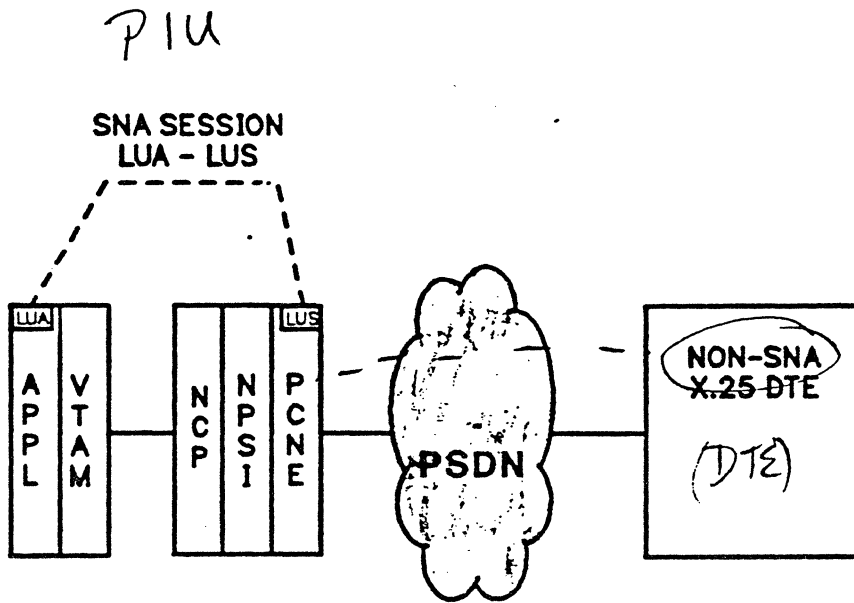 PIU
SNA SESSION
LUA - LUS
LUA
LUS
APPL
VTAM
NCP
NPSI
PCNE
PSDN
NON-SNA
X.25 DTE
(DTE)